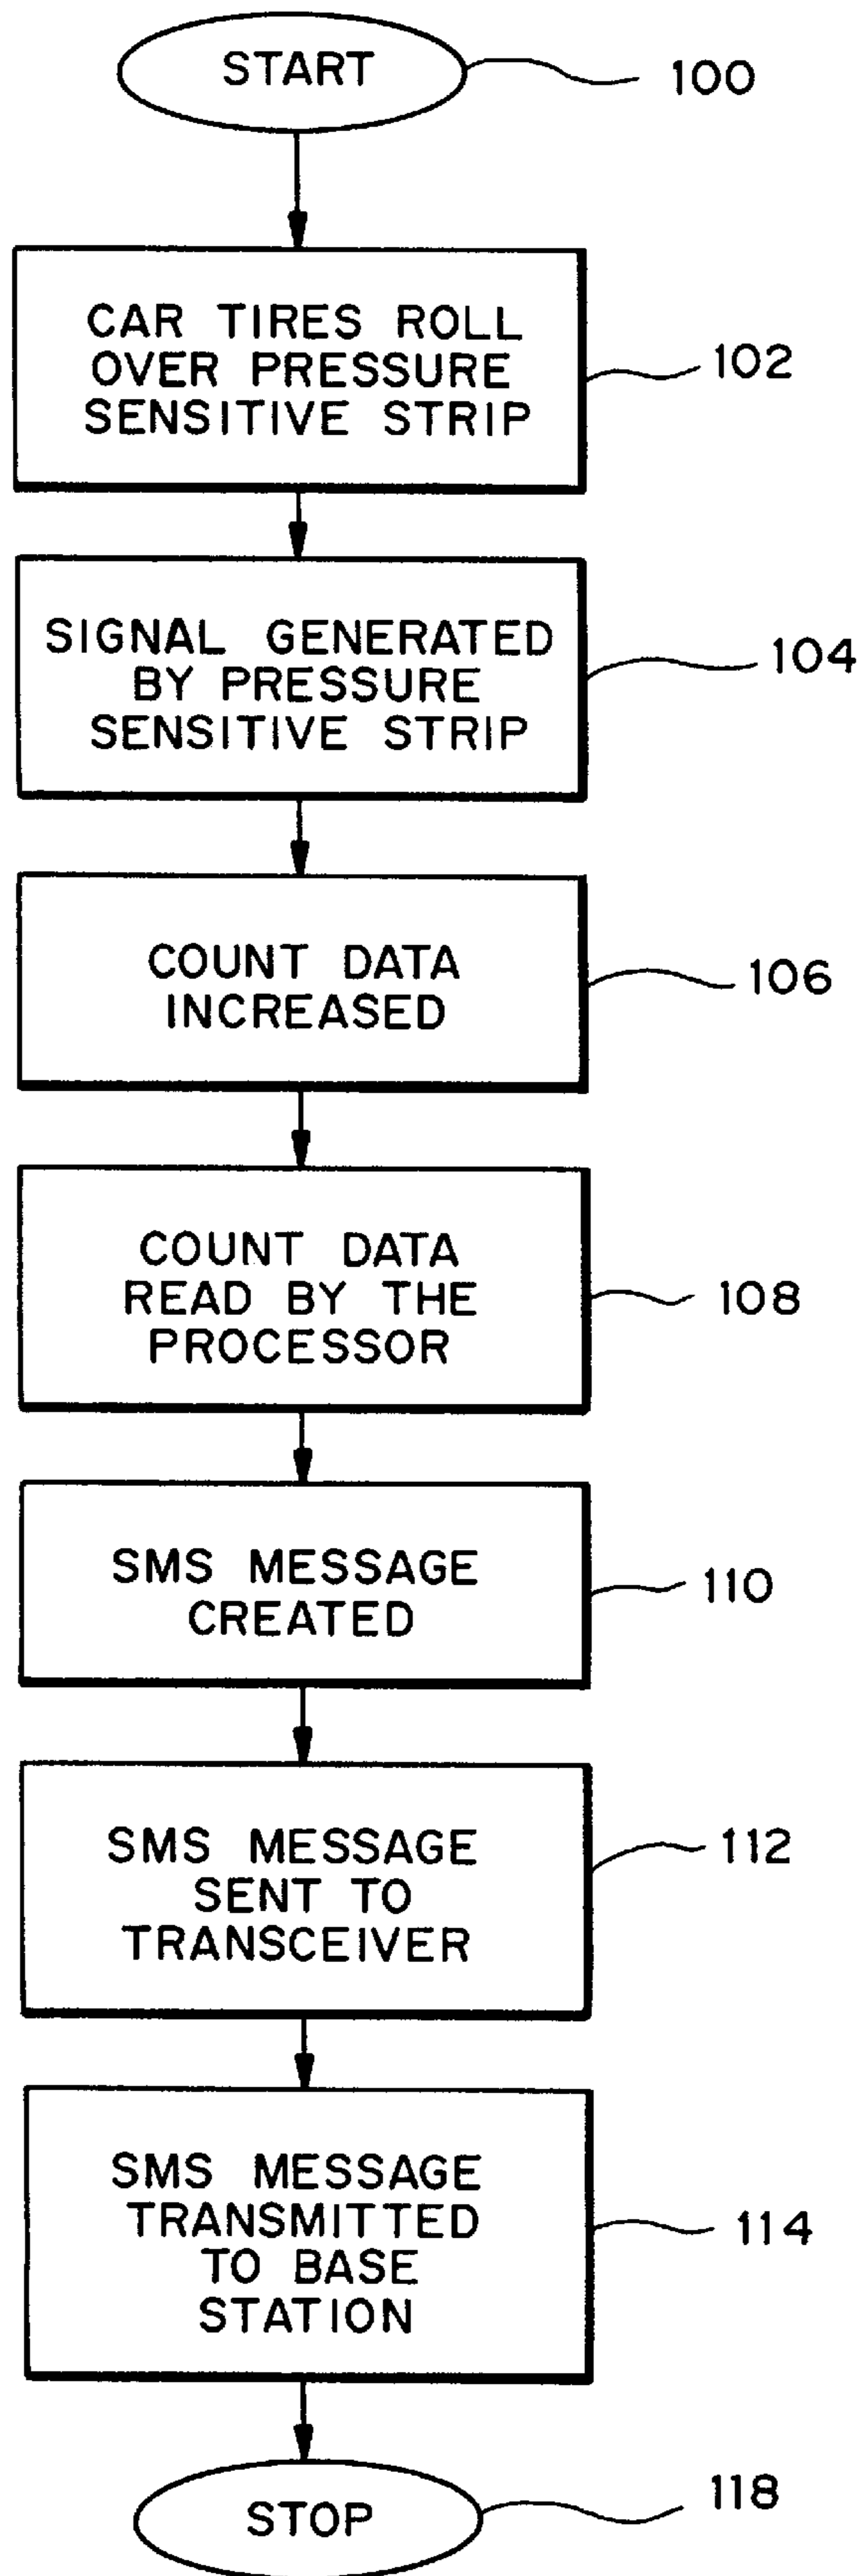 START
100
CAR TIRES ROLL
OVER PRESSURE
SENSITIVE STRIP
102
SIGNAL GENERATED
BY PRESSURE
SENSITIVE STRIP
104
COUNT DATA
INCREASED
106
COUNT DATA
READ BY THE
PROCESSOR
108
SMS MESSAGE
CREATED
110
SMS MESSAGE
SENT TO
TRANSCEIVER
112
SMS MESSAGE
TRANSMITTED
TO BASE
STATION
114
STOP
118